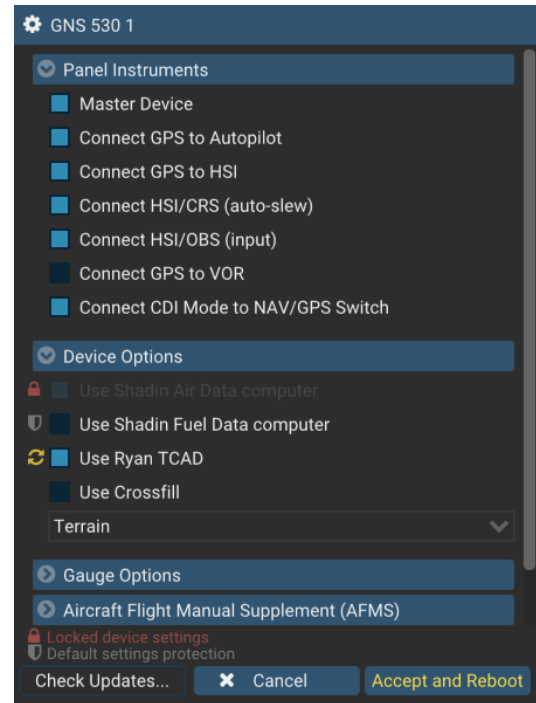 GNS 530 1
Panel Instruments
Master Device
Connect GPS to Autopilot
Connect GPS to HSI
Connect HSI/CRS (auto-slew)
Connect HSI/OBS (input)
Connect GPS to VOR
Connect CDI Mode to NAV/GPS Switch
Device Options
Use Shadin Air Data computer
Use Shadin Fuel Data computer
Use Ryan TCAD
Use Crossfill
Terrain
Gauge Options
Aircraft Flight Manual Supplement (AFMS)
Locked device settings
Default settings protection
Check Updates... Cancel Accept and Reboot